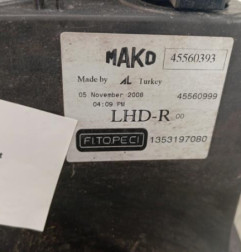 MAKO 45560393
Made by AL Turkey
05 November 2008 45560999
04:09 PM
LHD-R 00
FITOPECI 1353197080